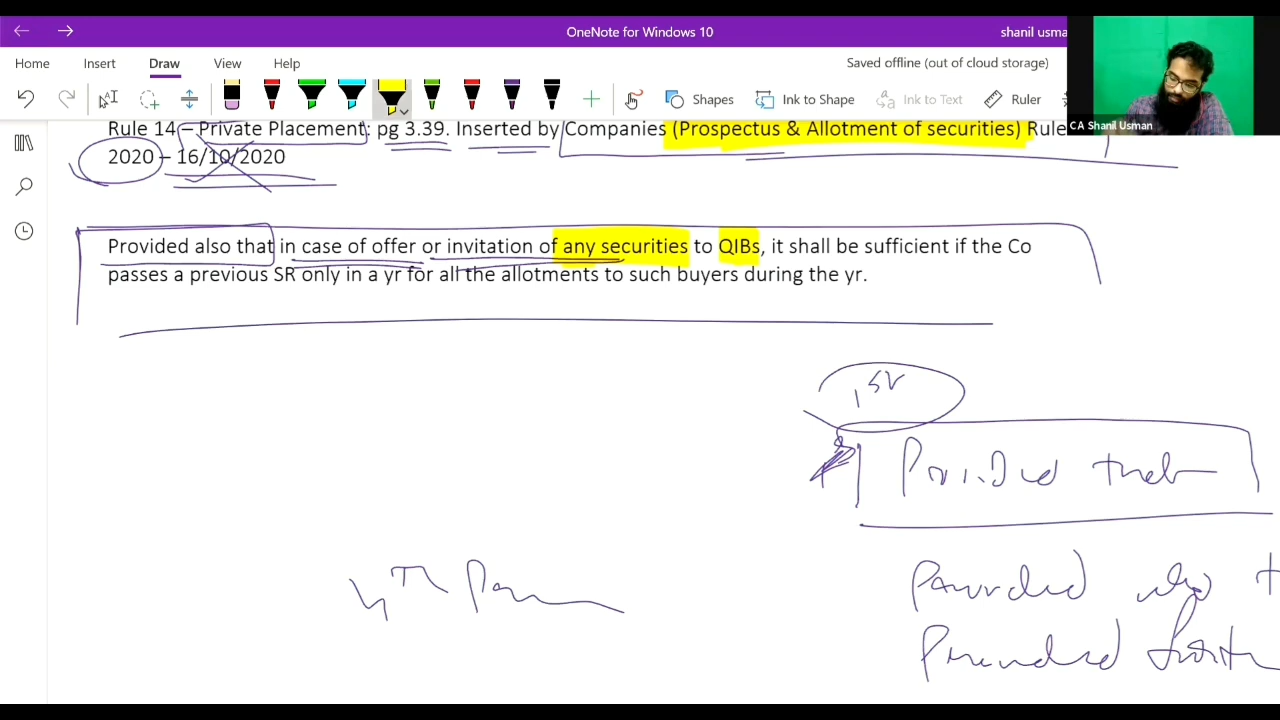 OneNote for Windows 10
shanil usma
Home Insert Draw View Help
Saved offline (out of cloud storage)
Shapes Ink to Shape Ink to Text Ruler
CA Shanil Usman
Rule 14 – Private Placement: pg 3.39. Inserted by Companies (Prospectus & Allotment of securities) Rule
2020 – 16/10/2020
Provided also that in case of offer or invitation of any securities to QIBs, it shall be sufficient if the Co
passes a previous SR only in a yr for all the allotments to such buyers during the yr.
Provided that
Provided also t
Provided